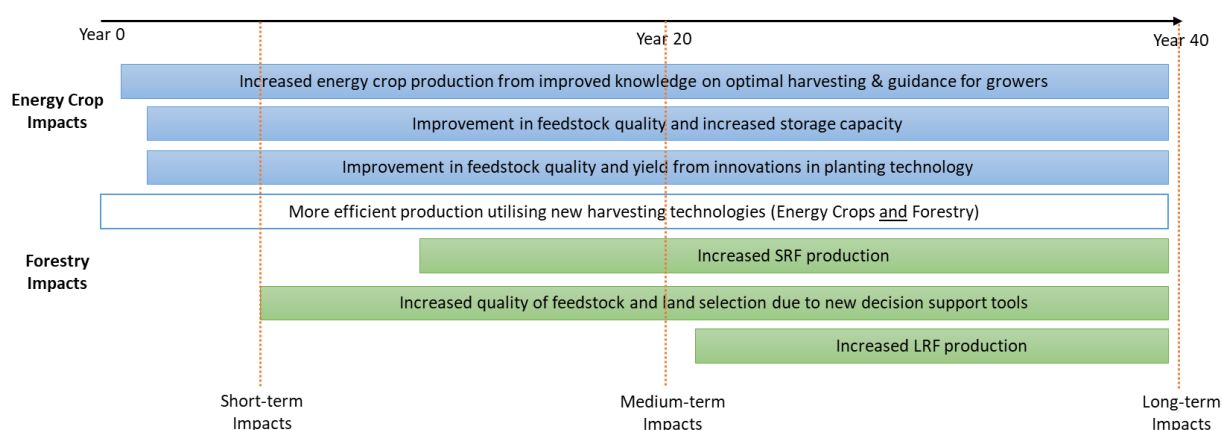 Year 0
Year 20
Year 40
Energy Crop
Impacts
Increased energy crop production from improved knowledge on optimal harvesting & guidance for growers
Improvement in feedstock quality and increased storage capacity
Improvement in feedstock quality and yield from innovations in planting technology
More efficient production utilising new harvesting technologies (Energy Crops and Forestry)
Forestry
Impacts
Increased SRF production
Increased quality of feedstock and land selection due to new decision support tools
Increased LRF production
Short-term
Impacts
Medium-term
Impacts
Long-term
Impacts